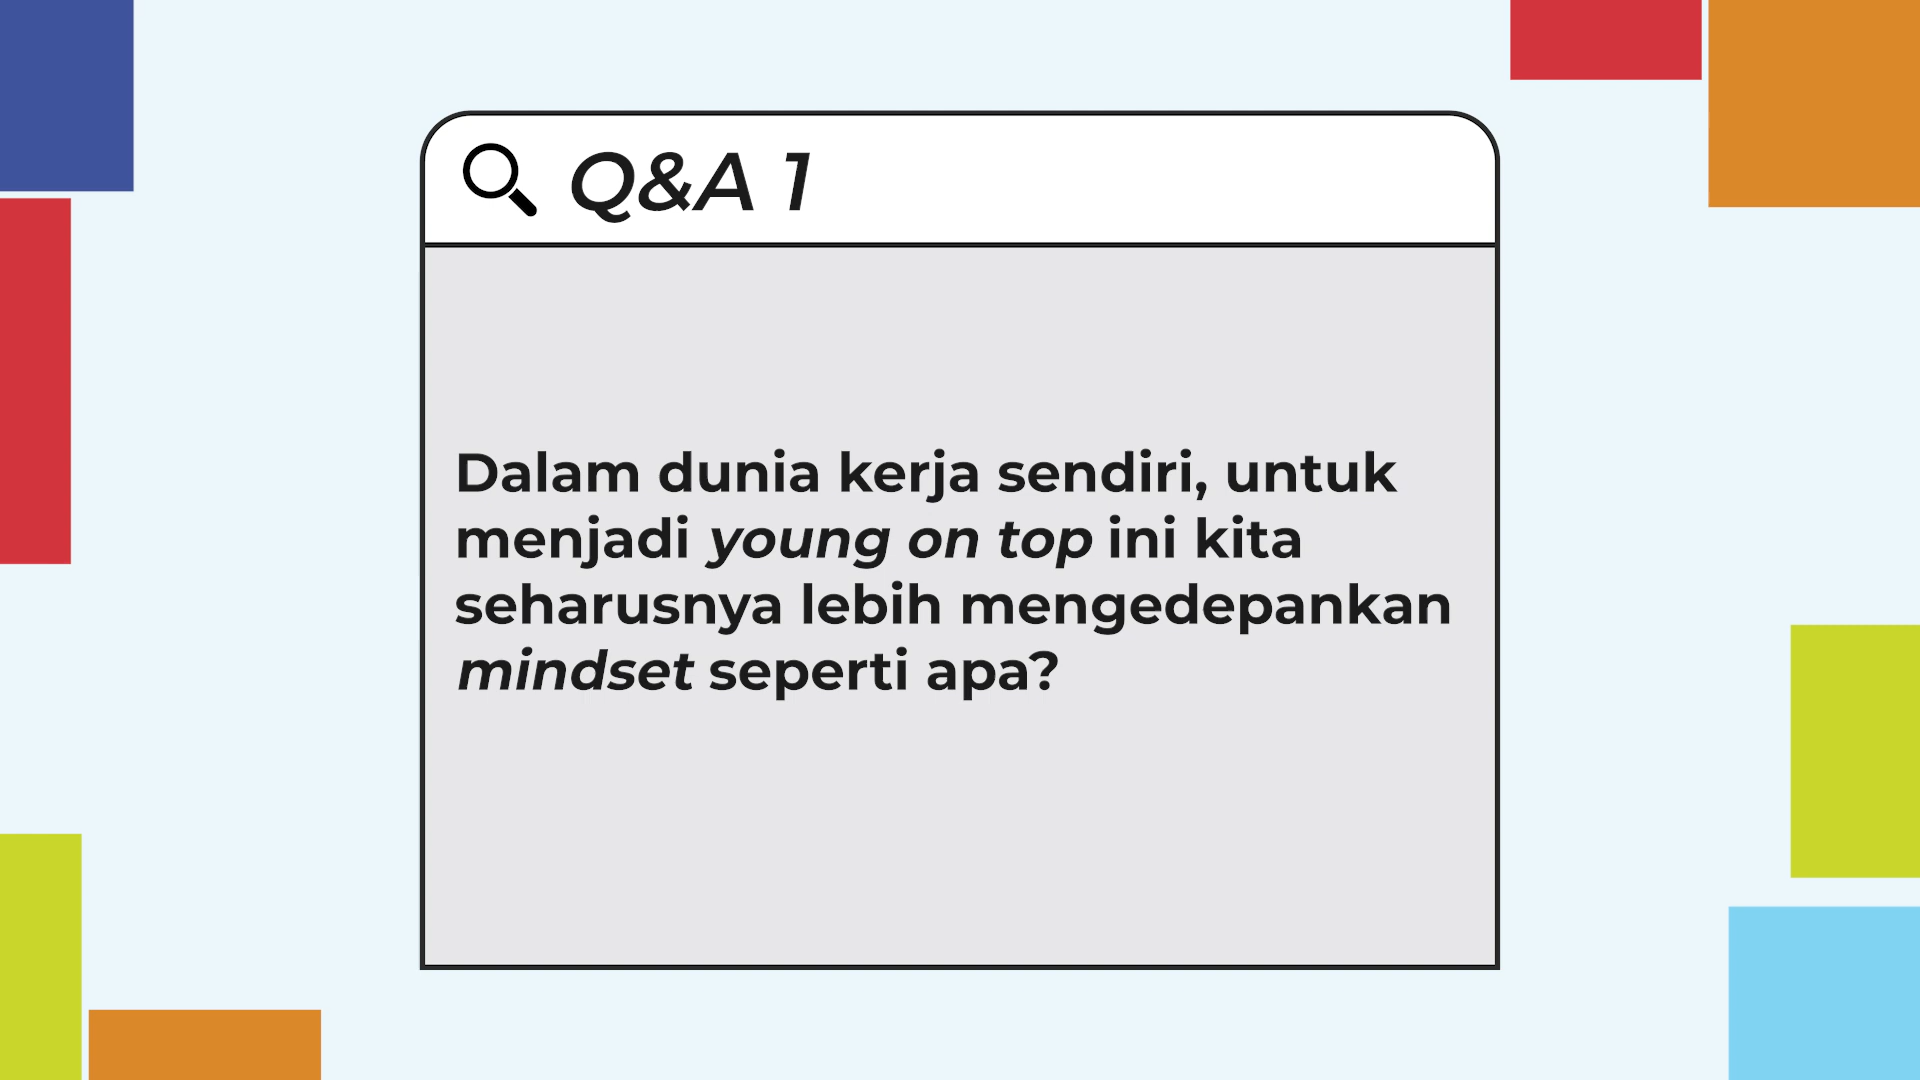 Q&A 1
Dalam dunia kerja sendiri, untuk
menjadi young on top ini kita
seharusnya lebih mengedepankan
mindset seperti apa?